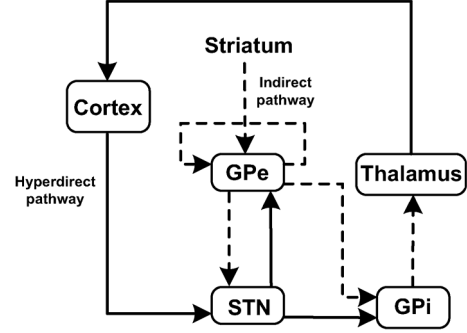 Striatum
Indirect
pathway
Cortex
GPe
Thalamus
Hyperdirect
pathway
STN
GPi